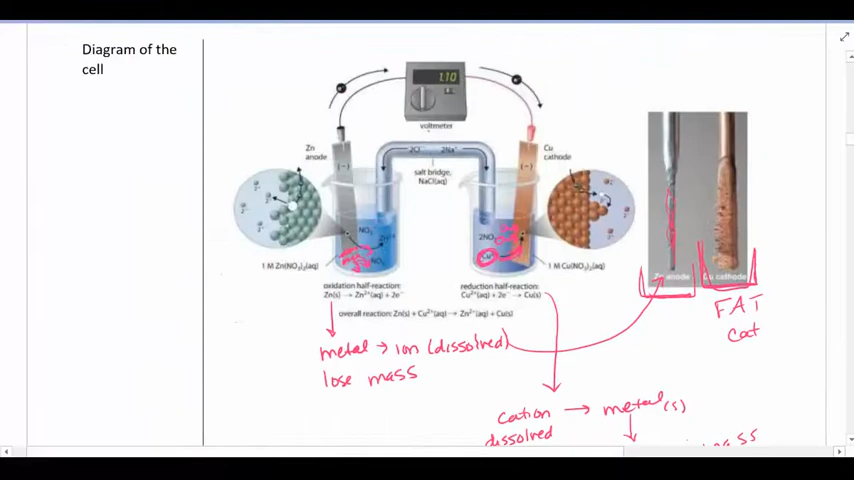 Diagram of the
cell
1.10
voltmeter
Zn
anode
(−)
2Cl⁻
2Na⁺
salt bridge,
NaCl(aq)
Cu
cathode
(−)
NO₃⁻
Zn²⁺
NO₃⁻
2NO₃⁻
Cu²⁺
1 M Zn(NO₃)₂(aq)
1 M Cu(NO₃)₂(aq)
oxidation half-reaction:
Zn(s) → Zn²⁺(aq) + 2e⁻
reduction half-reaction:
Cu²⁺(aq) + 2e⁻ → Cu(s)
overall reaction: Zn(s) + Cu²⁺(aq) → Zn²⁺(aq) + Cu(s)
Zn anode
Cu cathode
FAT
Cat
metal → ion (dissolved)
lose mass
cation → metal(s)
dissolved